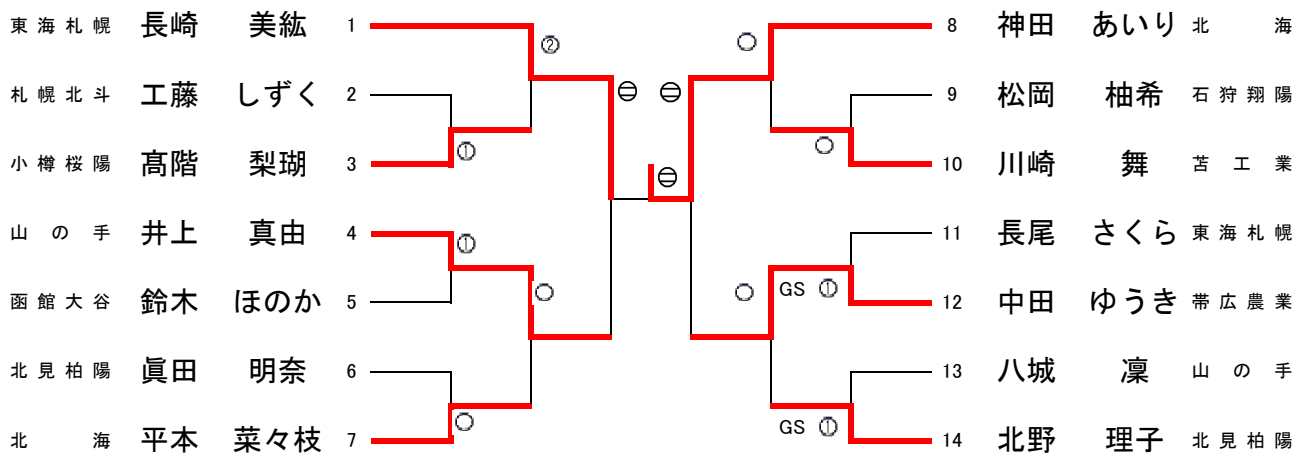 東海札幌 長崎 美紘 1
② 
札幌北斗 工藤 しずく 2
小樽桜陽 髙階 梨瑚 3
①
山の手 井上 真由 4
①
函館大谷 鈴木 ほのか 5
○
北見柏陽 眞田 明奈 6
北海 平本 菜々枝 7
○
㊀ ㊀
㊀
8 神田 あいり 北海
○
9 松岡 柚希 石狩翔陽
○
10 川崎 舞 苫工業
11 長尾 さくら 東海札幌
○ GS ①
12 中田 ゆうき 帯広農業
13 八城 凜 山の手
GS ①
14 北野 理子 北見柏陽